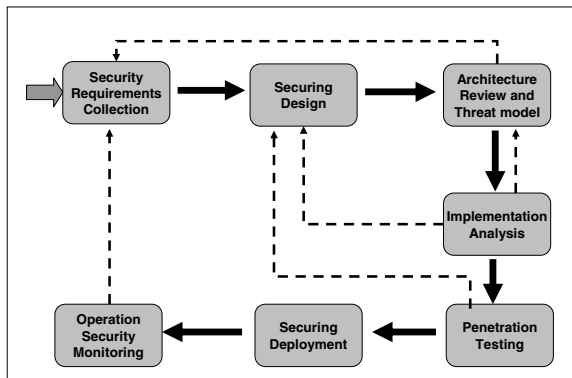 Security
Requirements
Collection
Securing
Design
Architecture
Review and
Threat model
Implementation
Analysis
Penetration
Testing
Securing
Deployment
Operation
Security
Monitoring